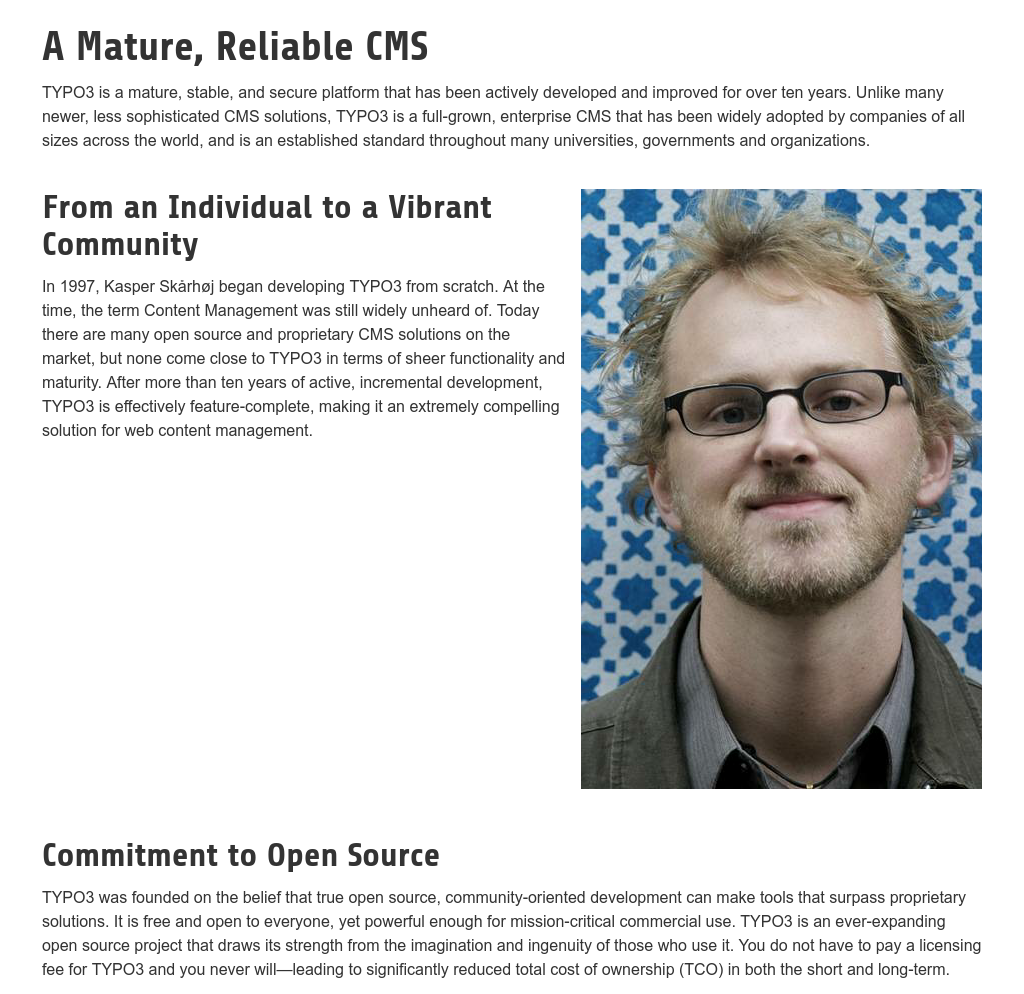 A Mature, Reliable CMS
TYPO3 is a mature, stable, and secure platform that has been actively developed and improved for over ten years. Unlike many
newer, less sophisticated CMS solutions, TYPO3 is a full-grown, enterprise CMS that has been widely adopted by companies of all
sizes across the world, and is an established standard throughout many universities, governments and organizations.
From an Individual to a Vibrant
Community
In 1997, Kasper Skårhøj began developing TYPO3 from scratch. At the
time, the term Content Management was still widely unheard of. Today
there are many open source and proprietary CMS solutions on the
market, but none come close to TYPO3 in terms of sheer functionality and
maturity. After more than ten years of active, incremental development,
TYPO3 is effectively feature-complete, making it an extremely compelling
solution for web content management.
Commitment to Open Source
TYPO3 was founded on the belief that true open source, community-oriented development can make tools that surpass proprietary
solutions. It is free and open to everyone, yet powerful enough for mission-critical commercial use. TYPO3 is an ever-expanding
open source project that draws its strength from the imagination and ingenuity of those who use it. You do not have to pay a licensing
fee for TYPO3 and you never will—leading to significantly reduced total cost of ownership (TCO) in both the short and long-term.